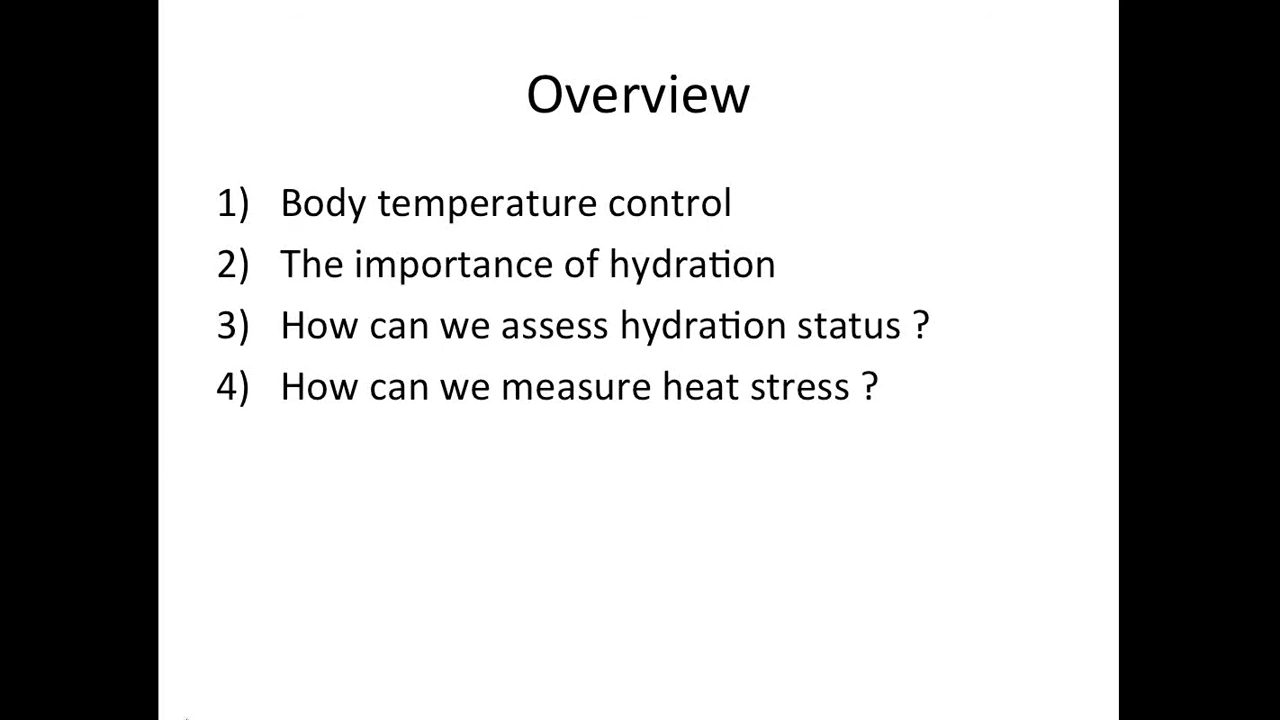 Overview
1) Body temperature control
2) The importance of hydration
3) How can we assess hydration status ?
4) How can we measure heat stress ?